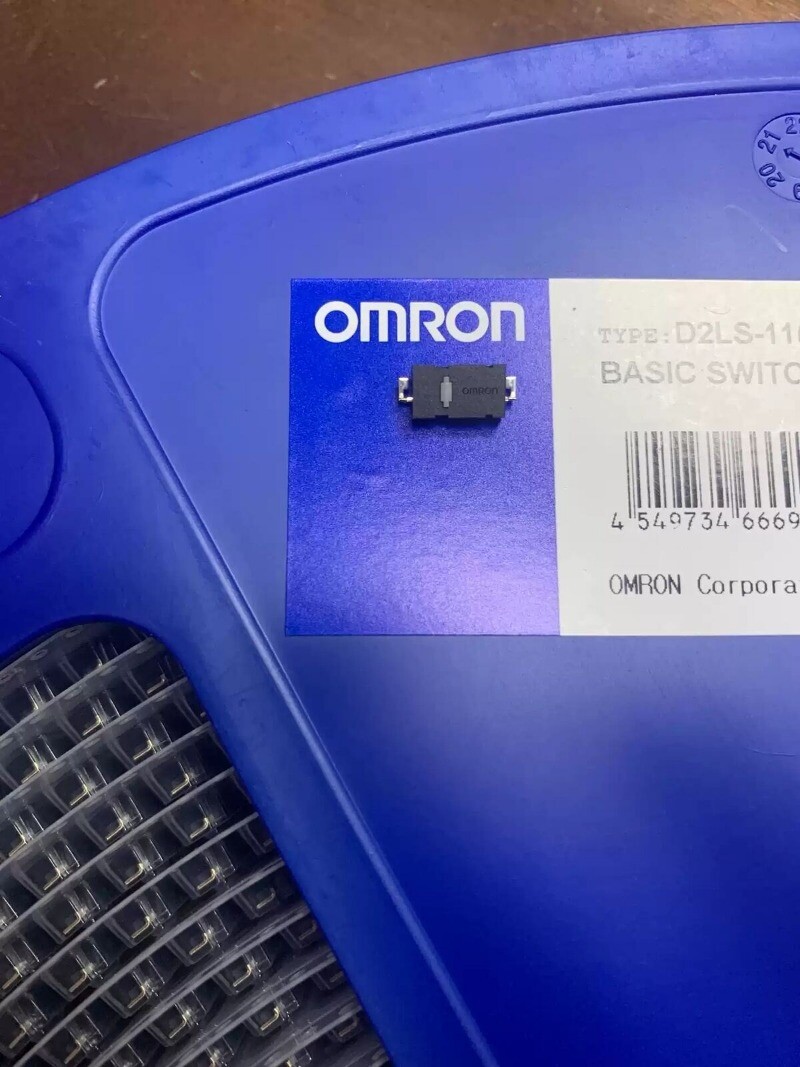 21
20
OMRON
TYPE:D2LS-11
BASIC SWITC
OMRON
4 549734 6669
OMRON Corpora